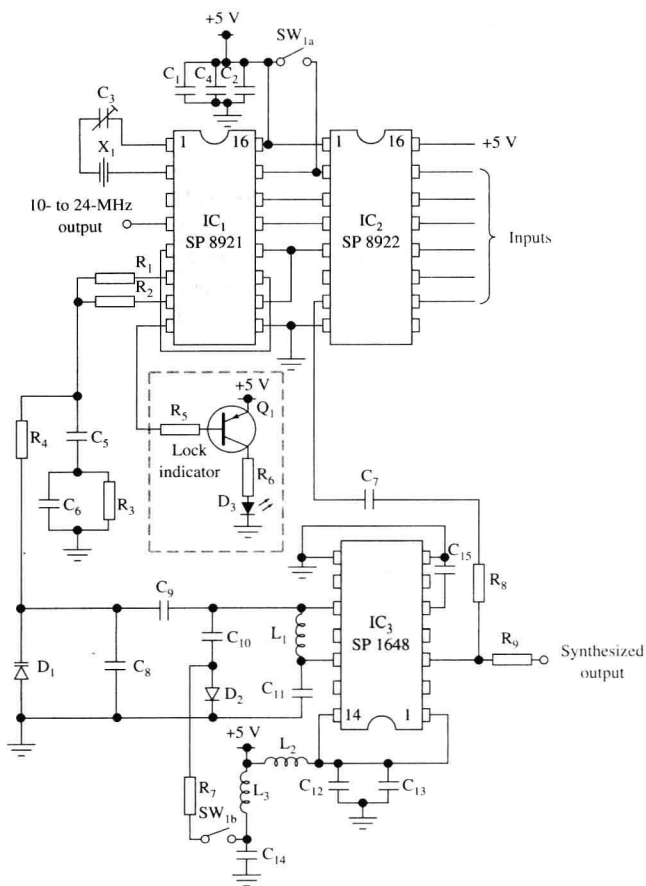 +5 V
SW1a
C1
C4
C2
C3
X1
1
16
1
16
+5 V
10- to 24-MHz
output
IC1
SP 8921
IC2
SP 8922
Inputs
R1
R2
+5 V
Q1
R5
Lock
indicator
R6
D3
R4
C5
C6
R3
C7
C15
R8
C9
C10
L1
IC3
SP 1648
R9
Synthesized
output
D1
C8
D2
C11
14
1
+5 V
L2
R7
L3
C12
C13
SW1b
C14